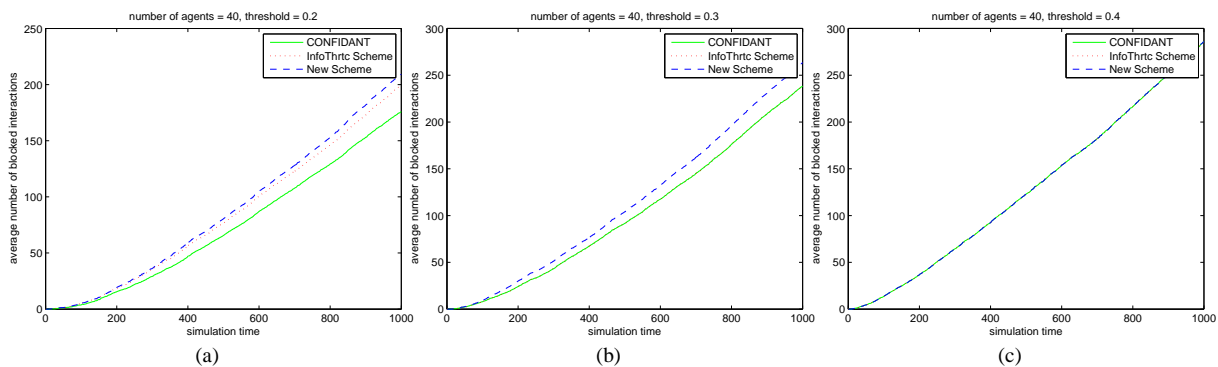 number of agents = 40, threshold = 0.2
250
200
150
100
50
0
average number of blocked interactions
CONFIDANT
InfoThrtc Scheme
New Scheme
0 200 400 600 800 1000
simulation time
(a)
number of agents = 40, threshold = 0.3
300
250
200
150
100
50
0
average number of blocked interactions
CONFIDANT
InfoThrtc Scheme
New Scheme
0 200 400 600 800 1000
simulation time
(b)
number of agents = 40, threshold = 0.4
300
250
200
150
100
50
0
average number of blocked interactions
CONFIDANT
InfoThrtc Scheme
New Scheme
0 200 400 600 800 1000
simulation time
(c)